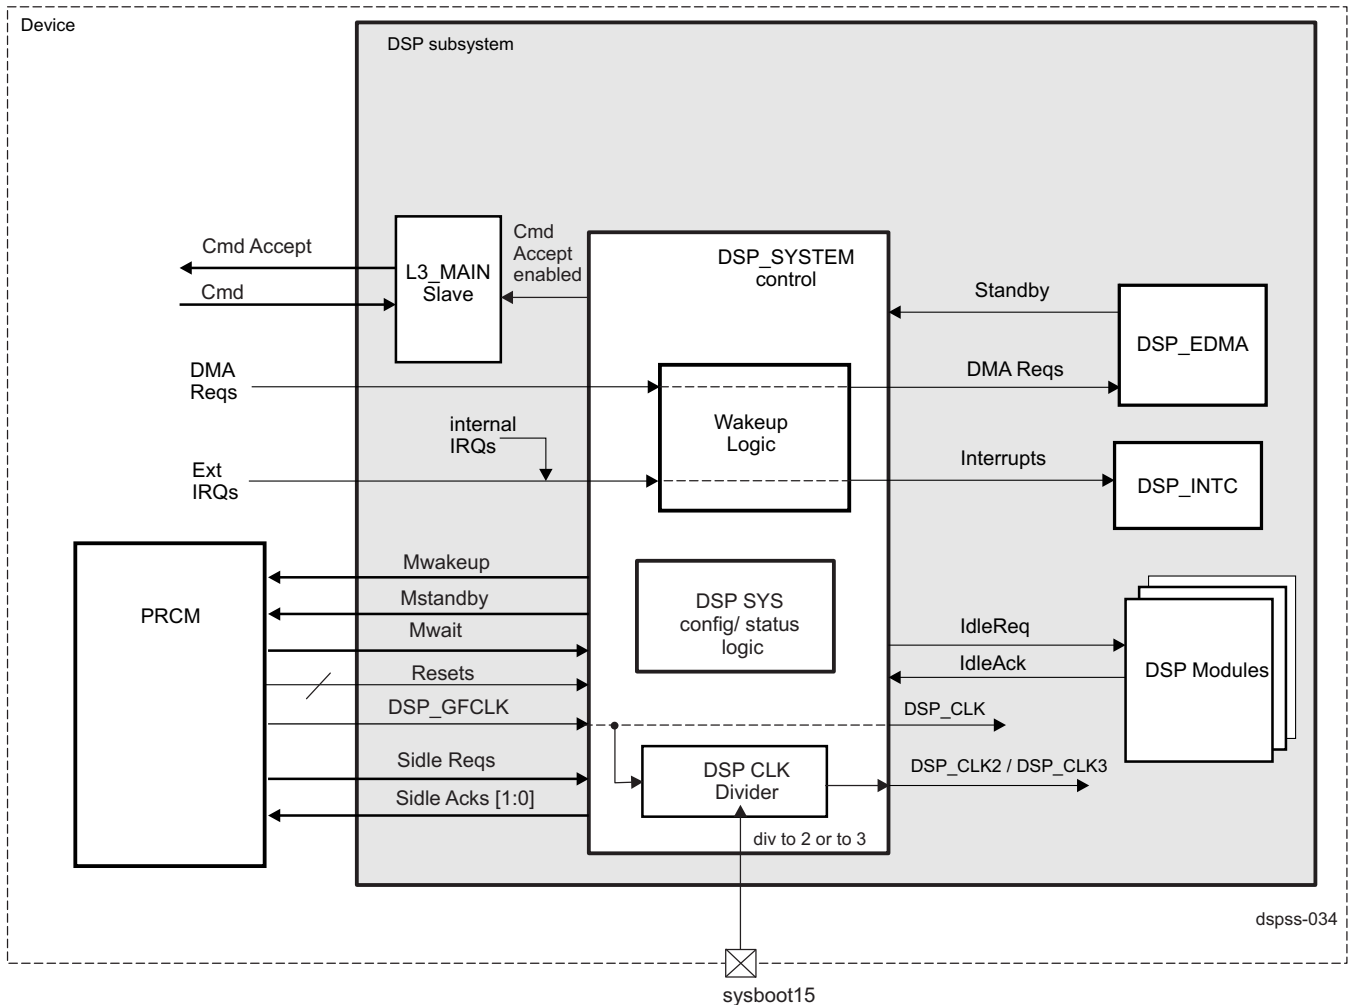 Device
DSP subsystem
Cmd Accept
Cmd
L3_MAIN
Slave
Cmd
Accept
enabled
DSP_SYSTEM
control
Standby
DSP_EDMA
DMA
Reqs
DMA Reqs
internal
IRQs
Wakeup
Logic
Ext
IRQs
Interrupts
DSP_INTC
PRCM
Mwakeup
Mstandby
Mwait
Resets
DSP_GFCLK
Sidle Reqs
Sidle Acks [1:0]
DSP SYS
config/ status
logic
IdleReq
IdleAck
DSP Modules
DSP_CLK
DSP CLK
Divider
DSP_CLK2 / DSP_CLK3
div to 2 or to 3
dspss-034
sysboot15